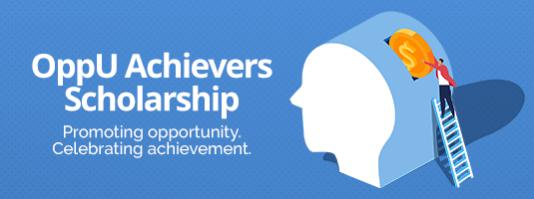 OppU Achievers
Scholarship
Promoting opportunity.
Celebrating achievement.
$